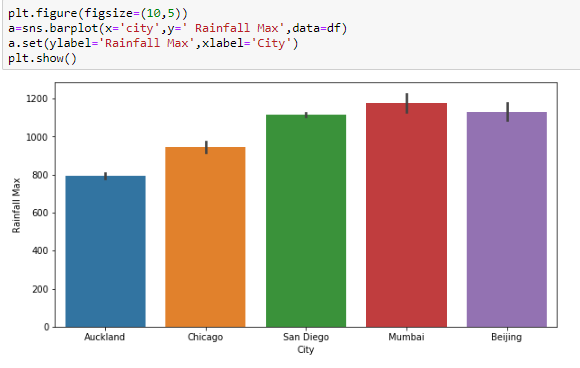 plt.figure(figsize=(10,5))
a=sns.barplot(x='city',y=' Rainfall Max',data=df)
a.set(ylabel='Rainfall Max',xlabel='City')
plt.show()
1200
1000
800
600
400
200
0
Rainfall Max
Auckland Chicago San Diego Mumbai Beijing
City